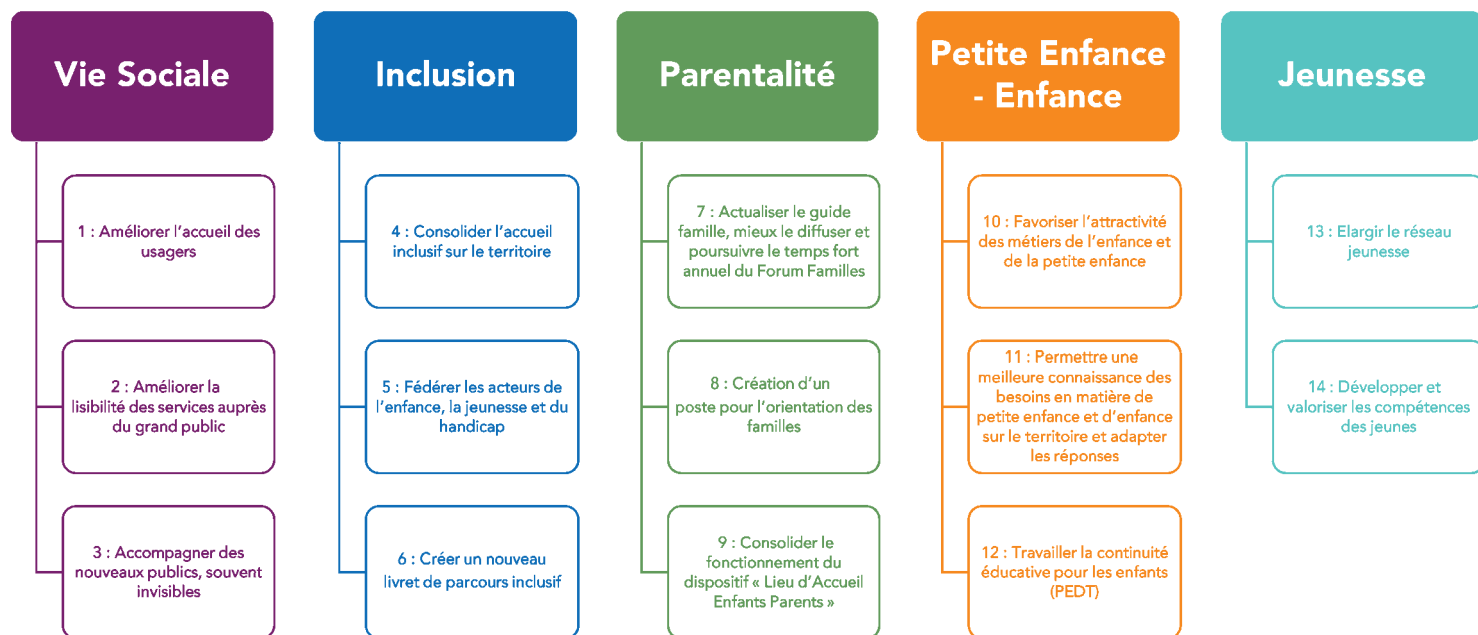 Vie Sociale
1 : Améliorer l'accueil des
usagers
2 : Améliorer la
lisibilité des services auprès
du grand public
3 : Accompagner des
nouveaux publics, souvent
invisibles
Inclusion
4 : Consolider l'accueil
inclusif sur le territoire
5 : Fédérer les acteurs de
l'enfance, la jeunesse et du
handicap
6 : Créer un nouveau
livret de parcours inclusif
Parentalité
7 : Actualiser le guide
famille, mieux le diffuser et
poursuivre le temps fort
annuel du Forum Familles
8 : Création d'un
poste pour l'orientation des
familles
9 : Consolider le
fonctionnement du
dispositif « Lieu d'Accueil
Enfants Parents »
Petite Enfance
- Enfance
10 : Favoriser l'attractivité
des métiers de l'enfance et
de la petite enfance
11 : Permettre une
meilleure connaissance des
besoins en matière de
petite enfance et d'enfance
sur le territoire et adapter
les réponses
12 : Travailler la continuité
éducative pour les enfants
(PEDT)
Jeunesse
13 : Elargir le réseau
jeunesse
14 : Développer et
valoriser les compétences
des jeunes